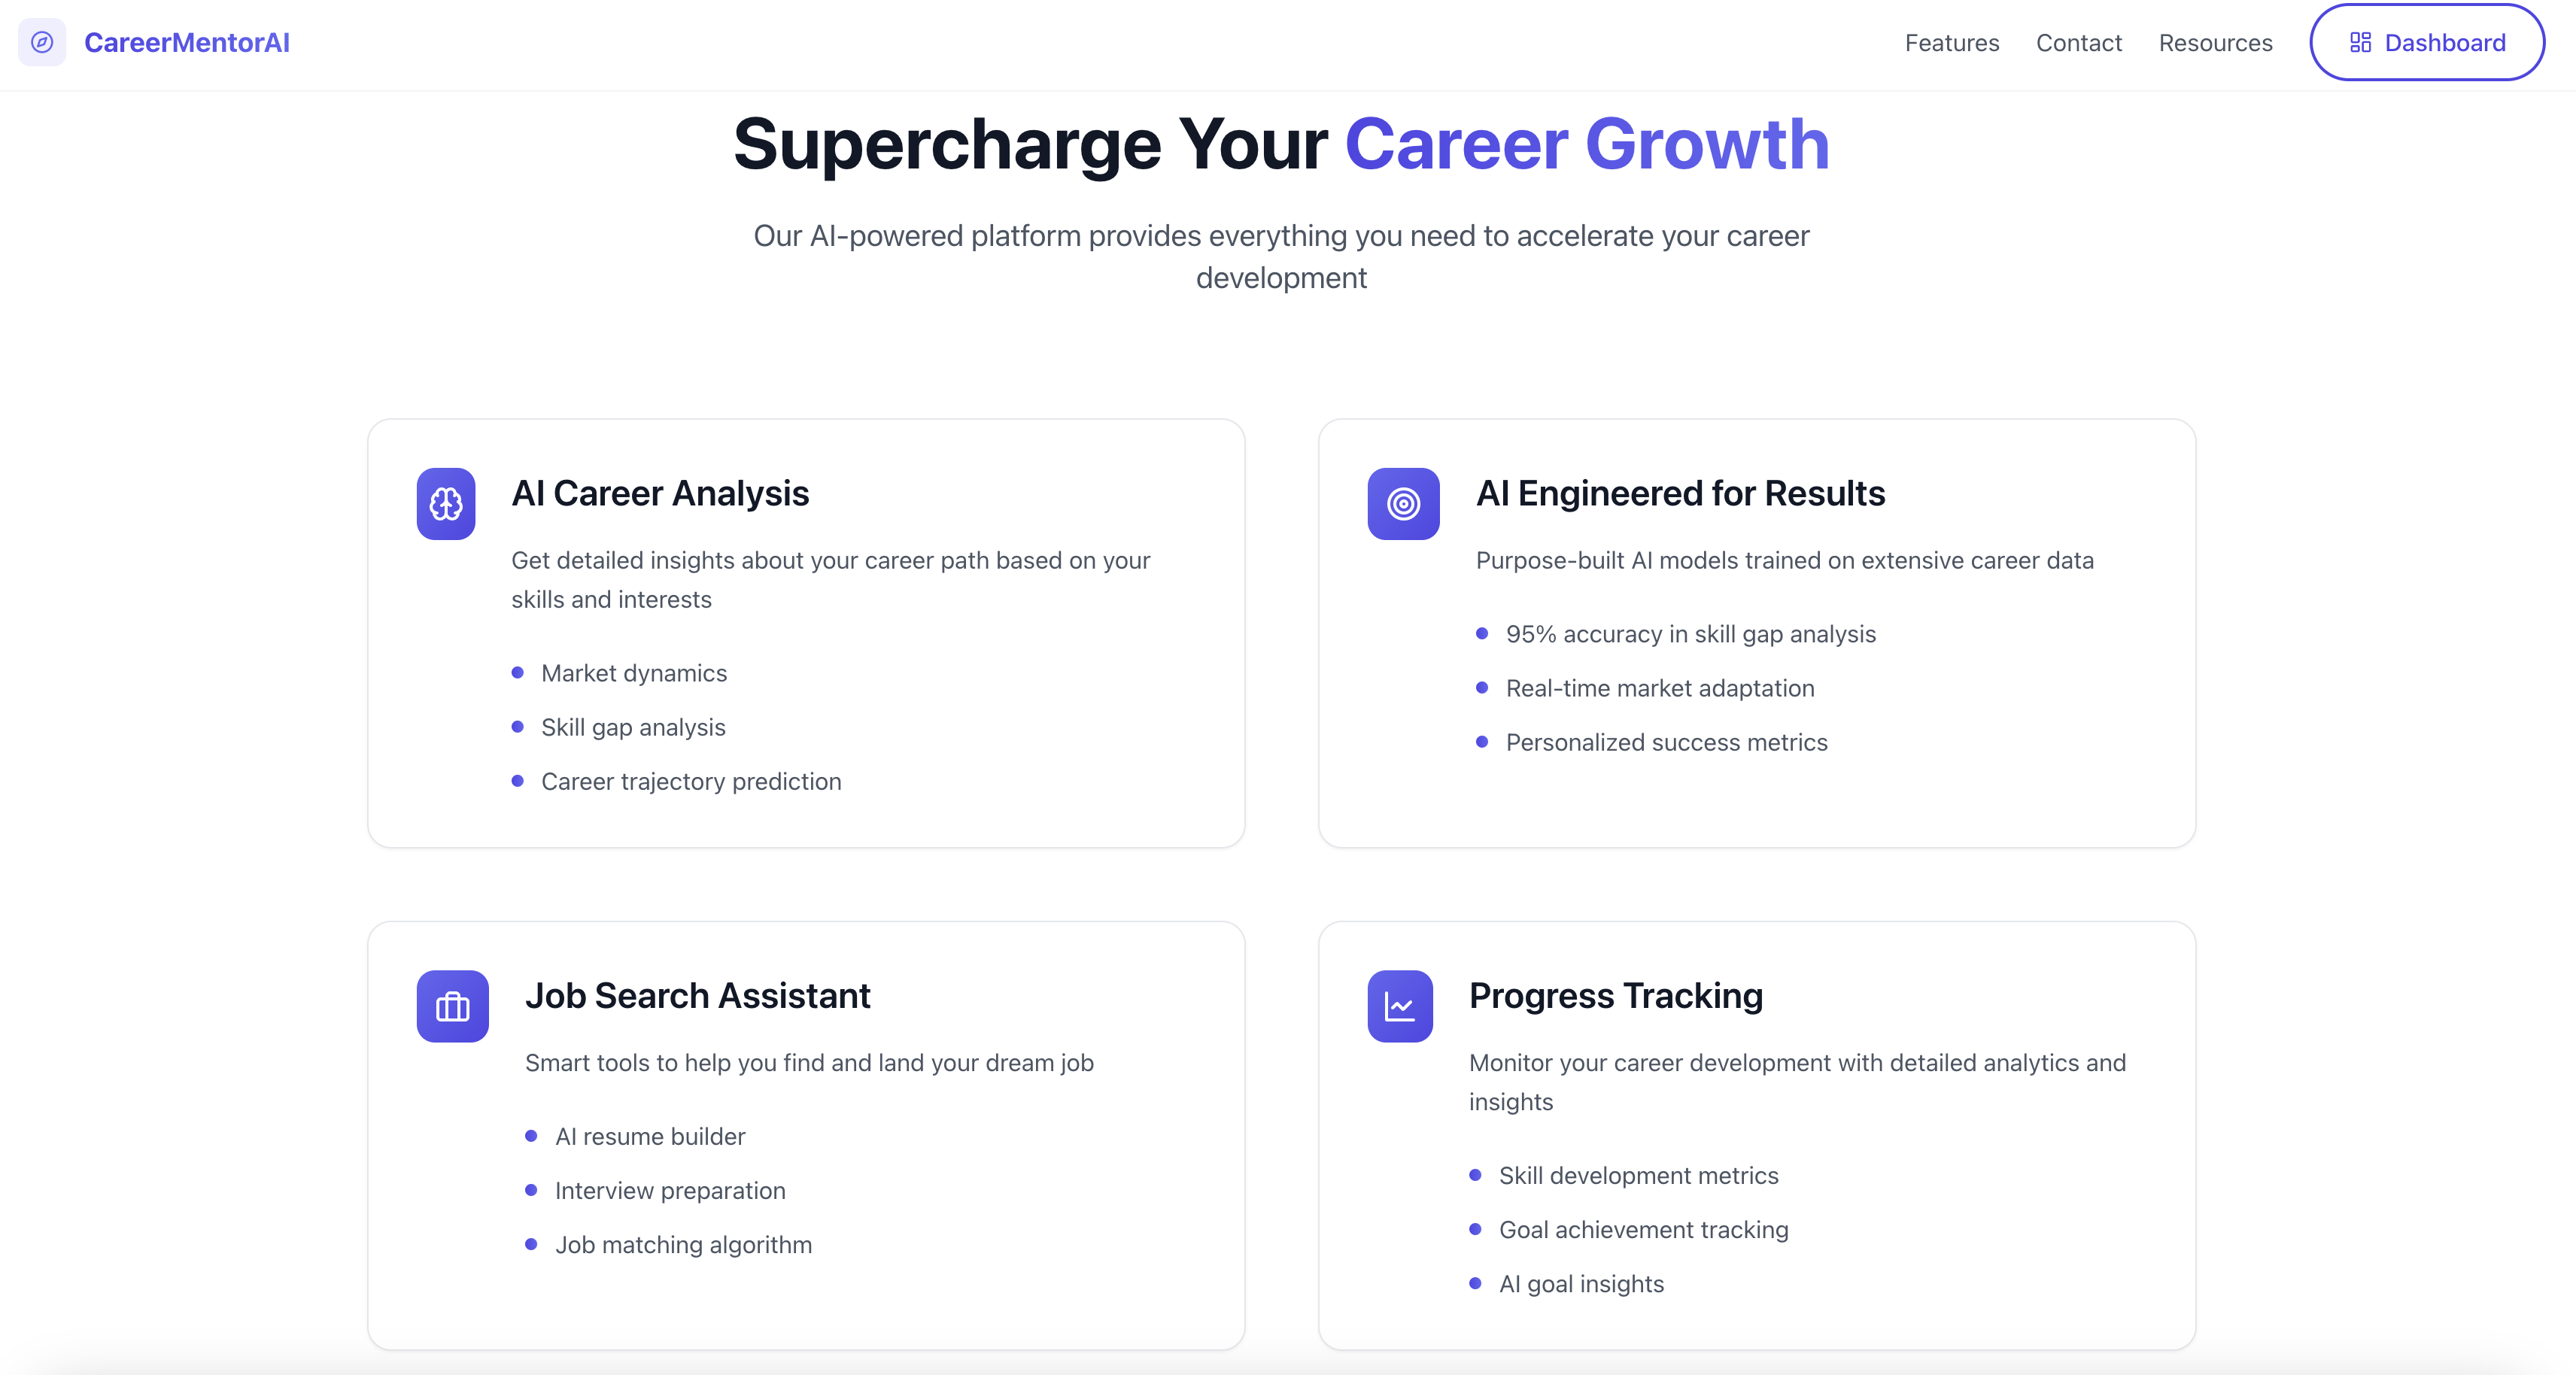 CareerMentorAI
Features
Contact
Resources
Dashboard
Supercharge Your Career Growth
Our AI-powered platform provides everything you need to accelerate your career
development
AI Career Analysis
Get detailed insights about your career path based on your
skills and interests
Market dynamics
Skill gap analysis
Career trajectory prediction
AI Engineered for Results
Purpose-built AI models trained on extensive career data
95% accuracy in skill gap analysis
Real-time market adaptation
Personalized success metrics
Job Search Assistant
Smart tools to help you find and land your dream job
AI resume builder
Interview preparation
Job matching algorithm
Progress Tracking
Monitor your career development with detailed analytics and
insights
Skill development metrics
Goal achievement tracking
AI goal insights